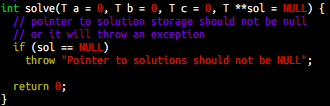 int solve(T a = 0, T b = 0, T c = 0, T **sol = NULL) {
// pointer to solution storage should not be null
// or it will throw an exception
if (sol == NULL)
throw "Pointer to solutions should not be NULL";
return 0;
}